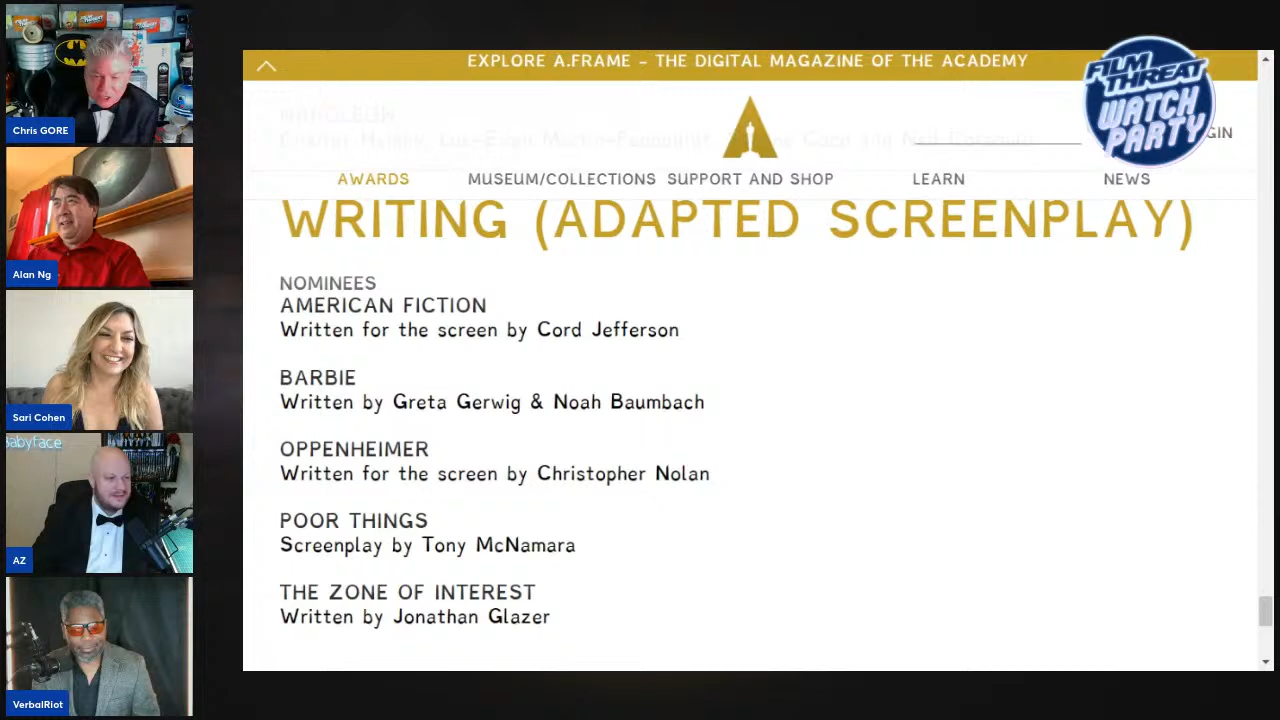 Chris GORE
Alan Ng
Sari Cohen
Babyface
AZ
VerbalRiot
EXPLORE A.FRAME - THE DIGITAL MAGAZINE OF THE ACADEMY
FILM THREAT
WATCH PARTY
AWARDS MUSEUM/COLLECTIONS SUPPORT AND SHOP LEARN NEWS
WRITING (ADAPTED SCREENPLAY)
NOMINEES
AMERICAN FICTION
Written for the screen by Cord Jefferson
BARBIE
Written by Greta Gerwig & Noah Baumbach
OPPENHEIMER
Written for the screen by Christopher Nolan
POOR THINGS
Screenplay by Tony McNamara
THE ZONE OF INTEREST
Written by Jonathan Glazer